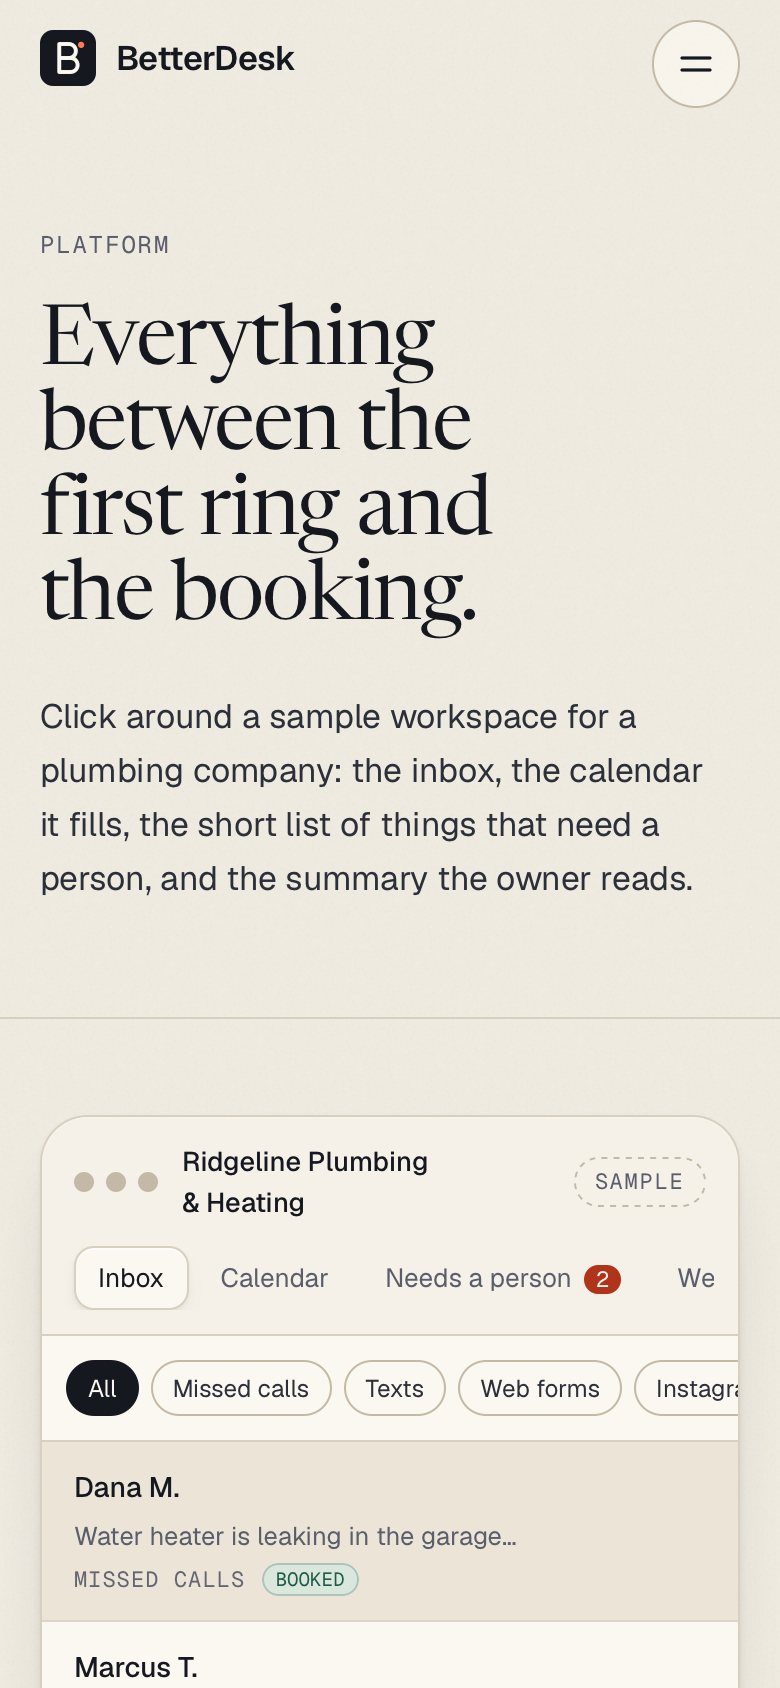 B BetterDesk
PLATFORM
Everything
between the
first ring and
the booking.
Click around a sample workspace for a
plumbing company: the inbox, the calendar
it fills, the short list of things that need a
person, and the summary the owner reads.
Ridgeline Plumbing
& Heating
SAMPLE
Inbox Calendar Needs a person 2 We
All Missed calls Texts Web forms Instagra
Dana M.
Water heater is leaking in the garage…
MISSED CALLS BOOKED
Marcus T.